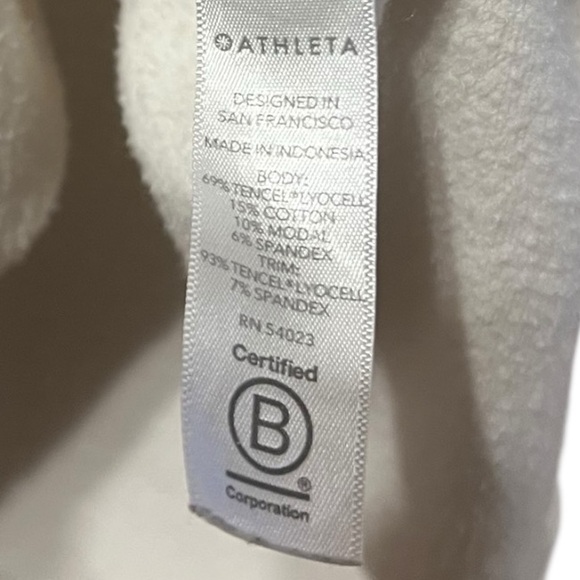 ATHLETA
DESIGNED IN
SAN FRANCISCO
MADE IN INDONESIA
BODY:
69% TENCEL® LYOCELL
15% COTTON
10% MODAL
6% SPANDEX
TRIM:
93% TENCEL® LYOCELL
7% SPANDEX
RN 54023
Certified
B
®
Corporation